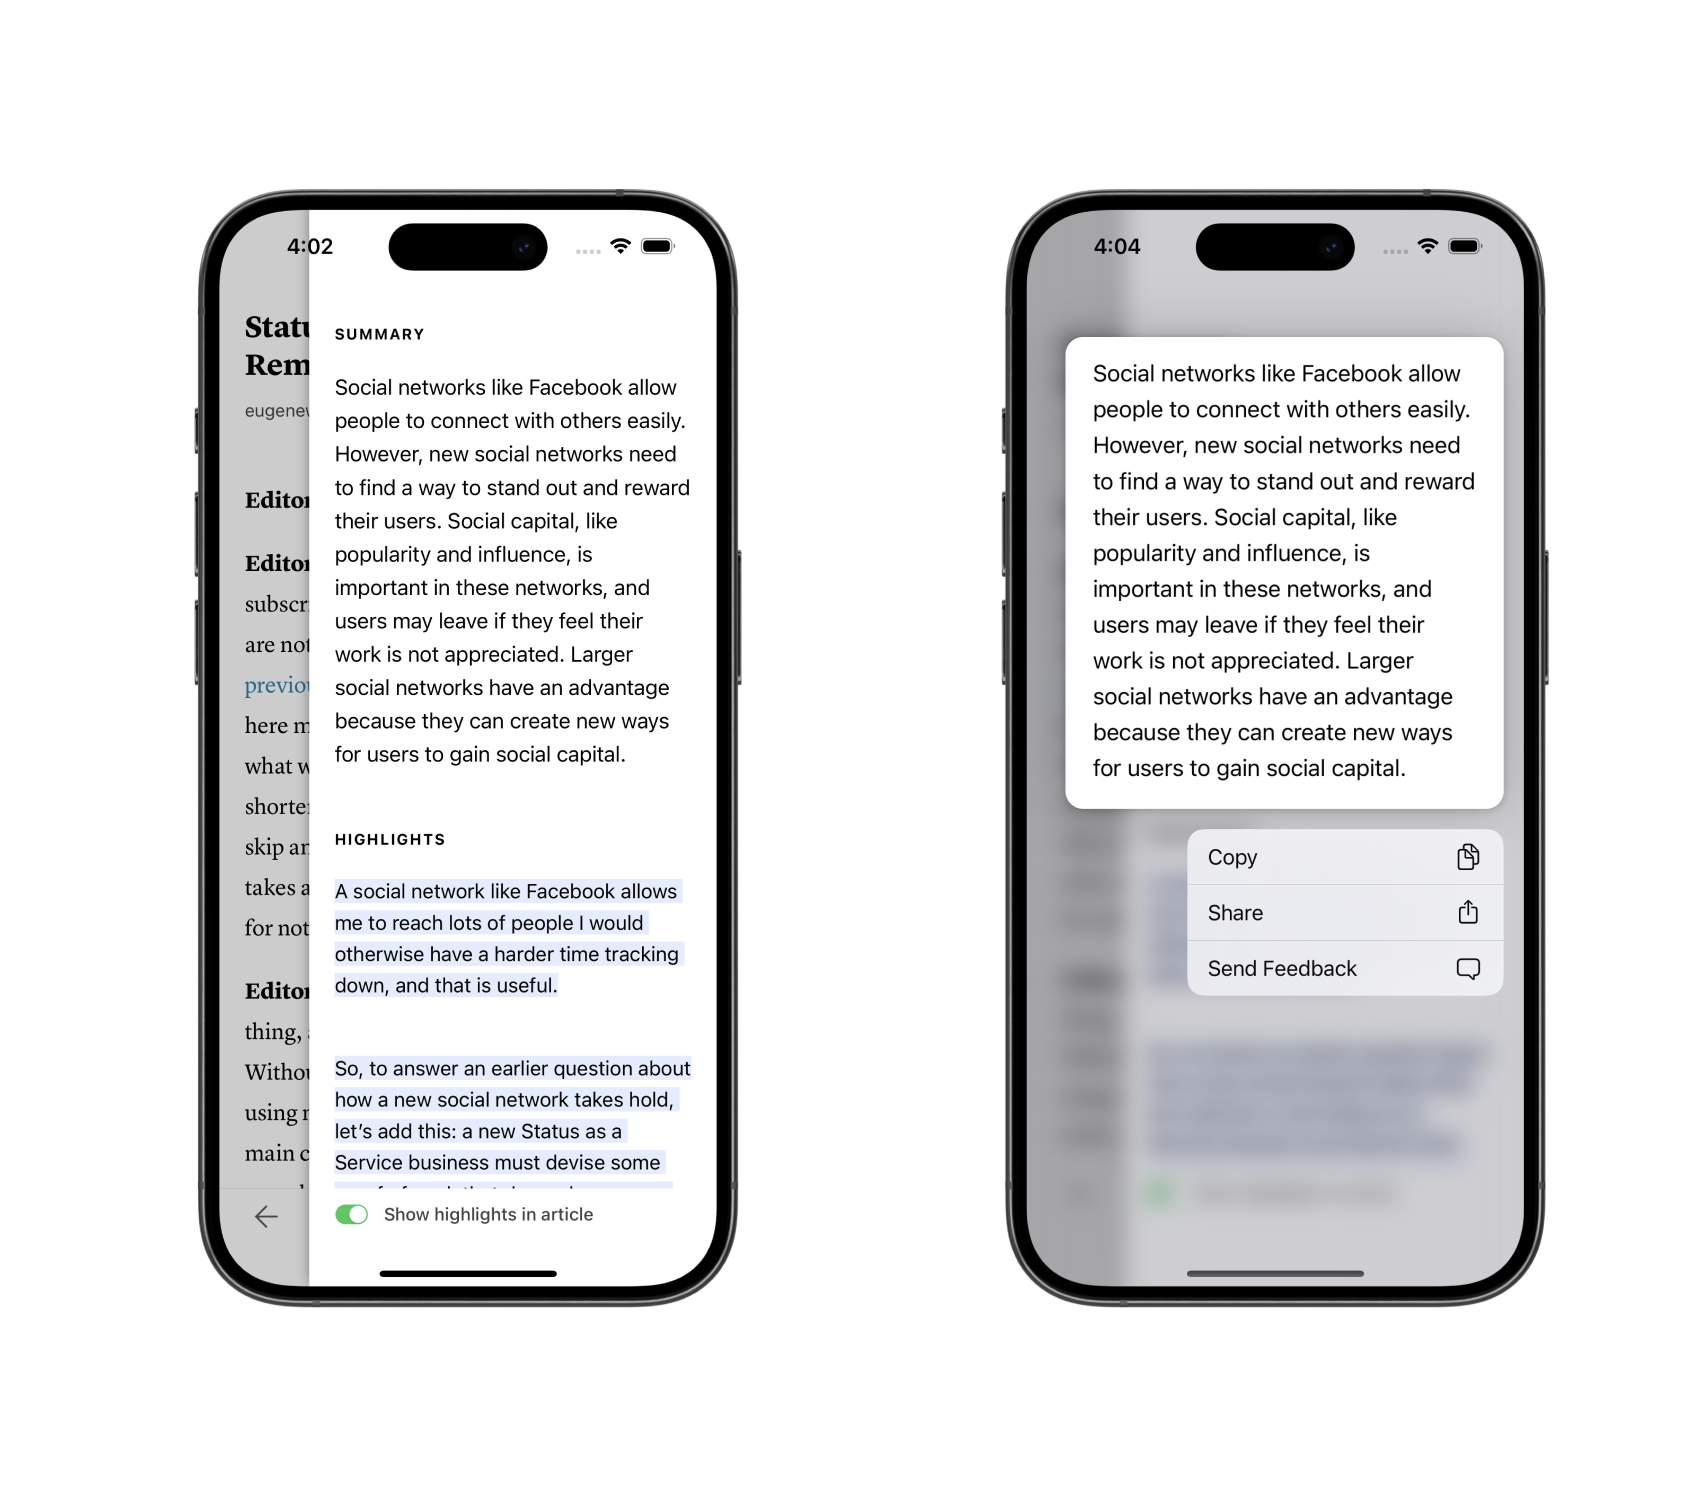 4:02
Statu
Rem
eugenev
Editor
Editor
subscr
are not
previou
here m
what w
shorte
skip an
takes a
for not
Editor
thing,
Withou
using
main c
SUMMARY
Social networks like Facebook allow
people to connect with others easily.
However, new social networks need
to find a way to stand out and reward
their users. Social capital, like
popularity and influence, is
important in these networks, and
users may leave if they feel their
work is not appreciated. Larger
social networks have an advantage
because they can create new ways
for users to gain social capital.
HIGHLIGHTS
A social network like Facebook allows
me to reach lots of people I would
otherwise have a harder time tracking
down, and that is useful.
So, to answer an earlier question about
how a new social network takes hold,
let’s add this: a new Status as a
Service business must devise some
Show highlights in article
4:04
Social networks like Facebook allow
people to connect with others easily.
However, new social networks need
to find a way to stand out and reward
their users. Social capital, like
popularity and influence, is
important in these networks, and
users may leave if they feel their
work is not appreciated. Larger
social networks have an advantage
because they can create new ways
for users to gain social capital.
Copy
Share
Send Feedback